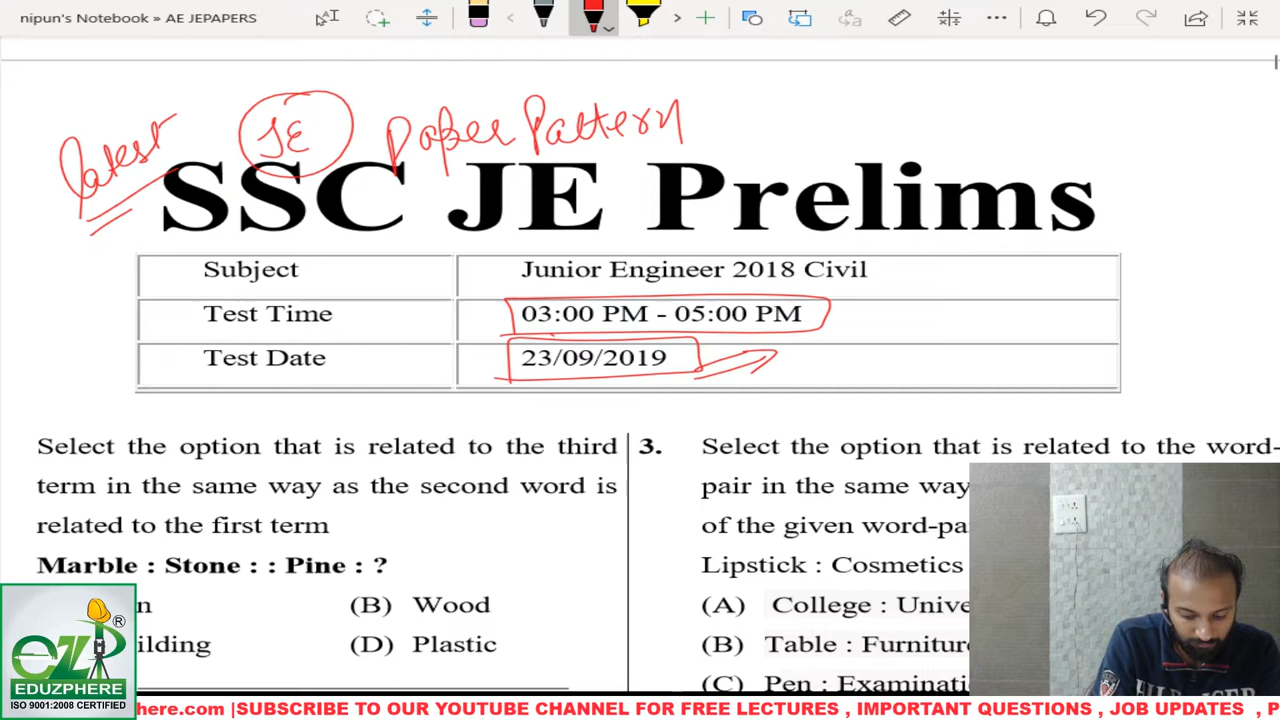 nipun's Notebook » AE JEPAPERS
latest JE Paper Pattern
SSC JE Prelims
Subject Junior Engineer 2018 Civil
Test Time 03:00 PM - 05:00 PM
Test Date 23/09/2019
Select the option that is related to the third
term in the same way as the second word is
related to the first term
Marble : Stone : : Pine : ?
(B) Wood
(D) Plastic
3. Select the option that is related to the word-
pair in the same way
of the given word-pa
Lipstick : Cosmetics
(A) College : Unive
(B) Table : Furniture
(C) Pen : Examinati
eZP ®
EDUZPHERE
ISO 9001:2008 CERTIFIED
here.com |SUBSCRIBE TO OUR YOUTUBE CHANNEL FOR FREE LECTURES , IMPORTANT QUESTIONS , JOB UPDATES , P